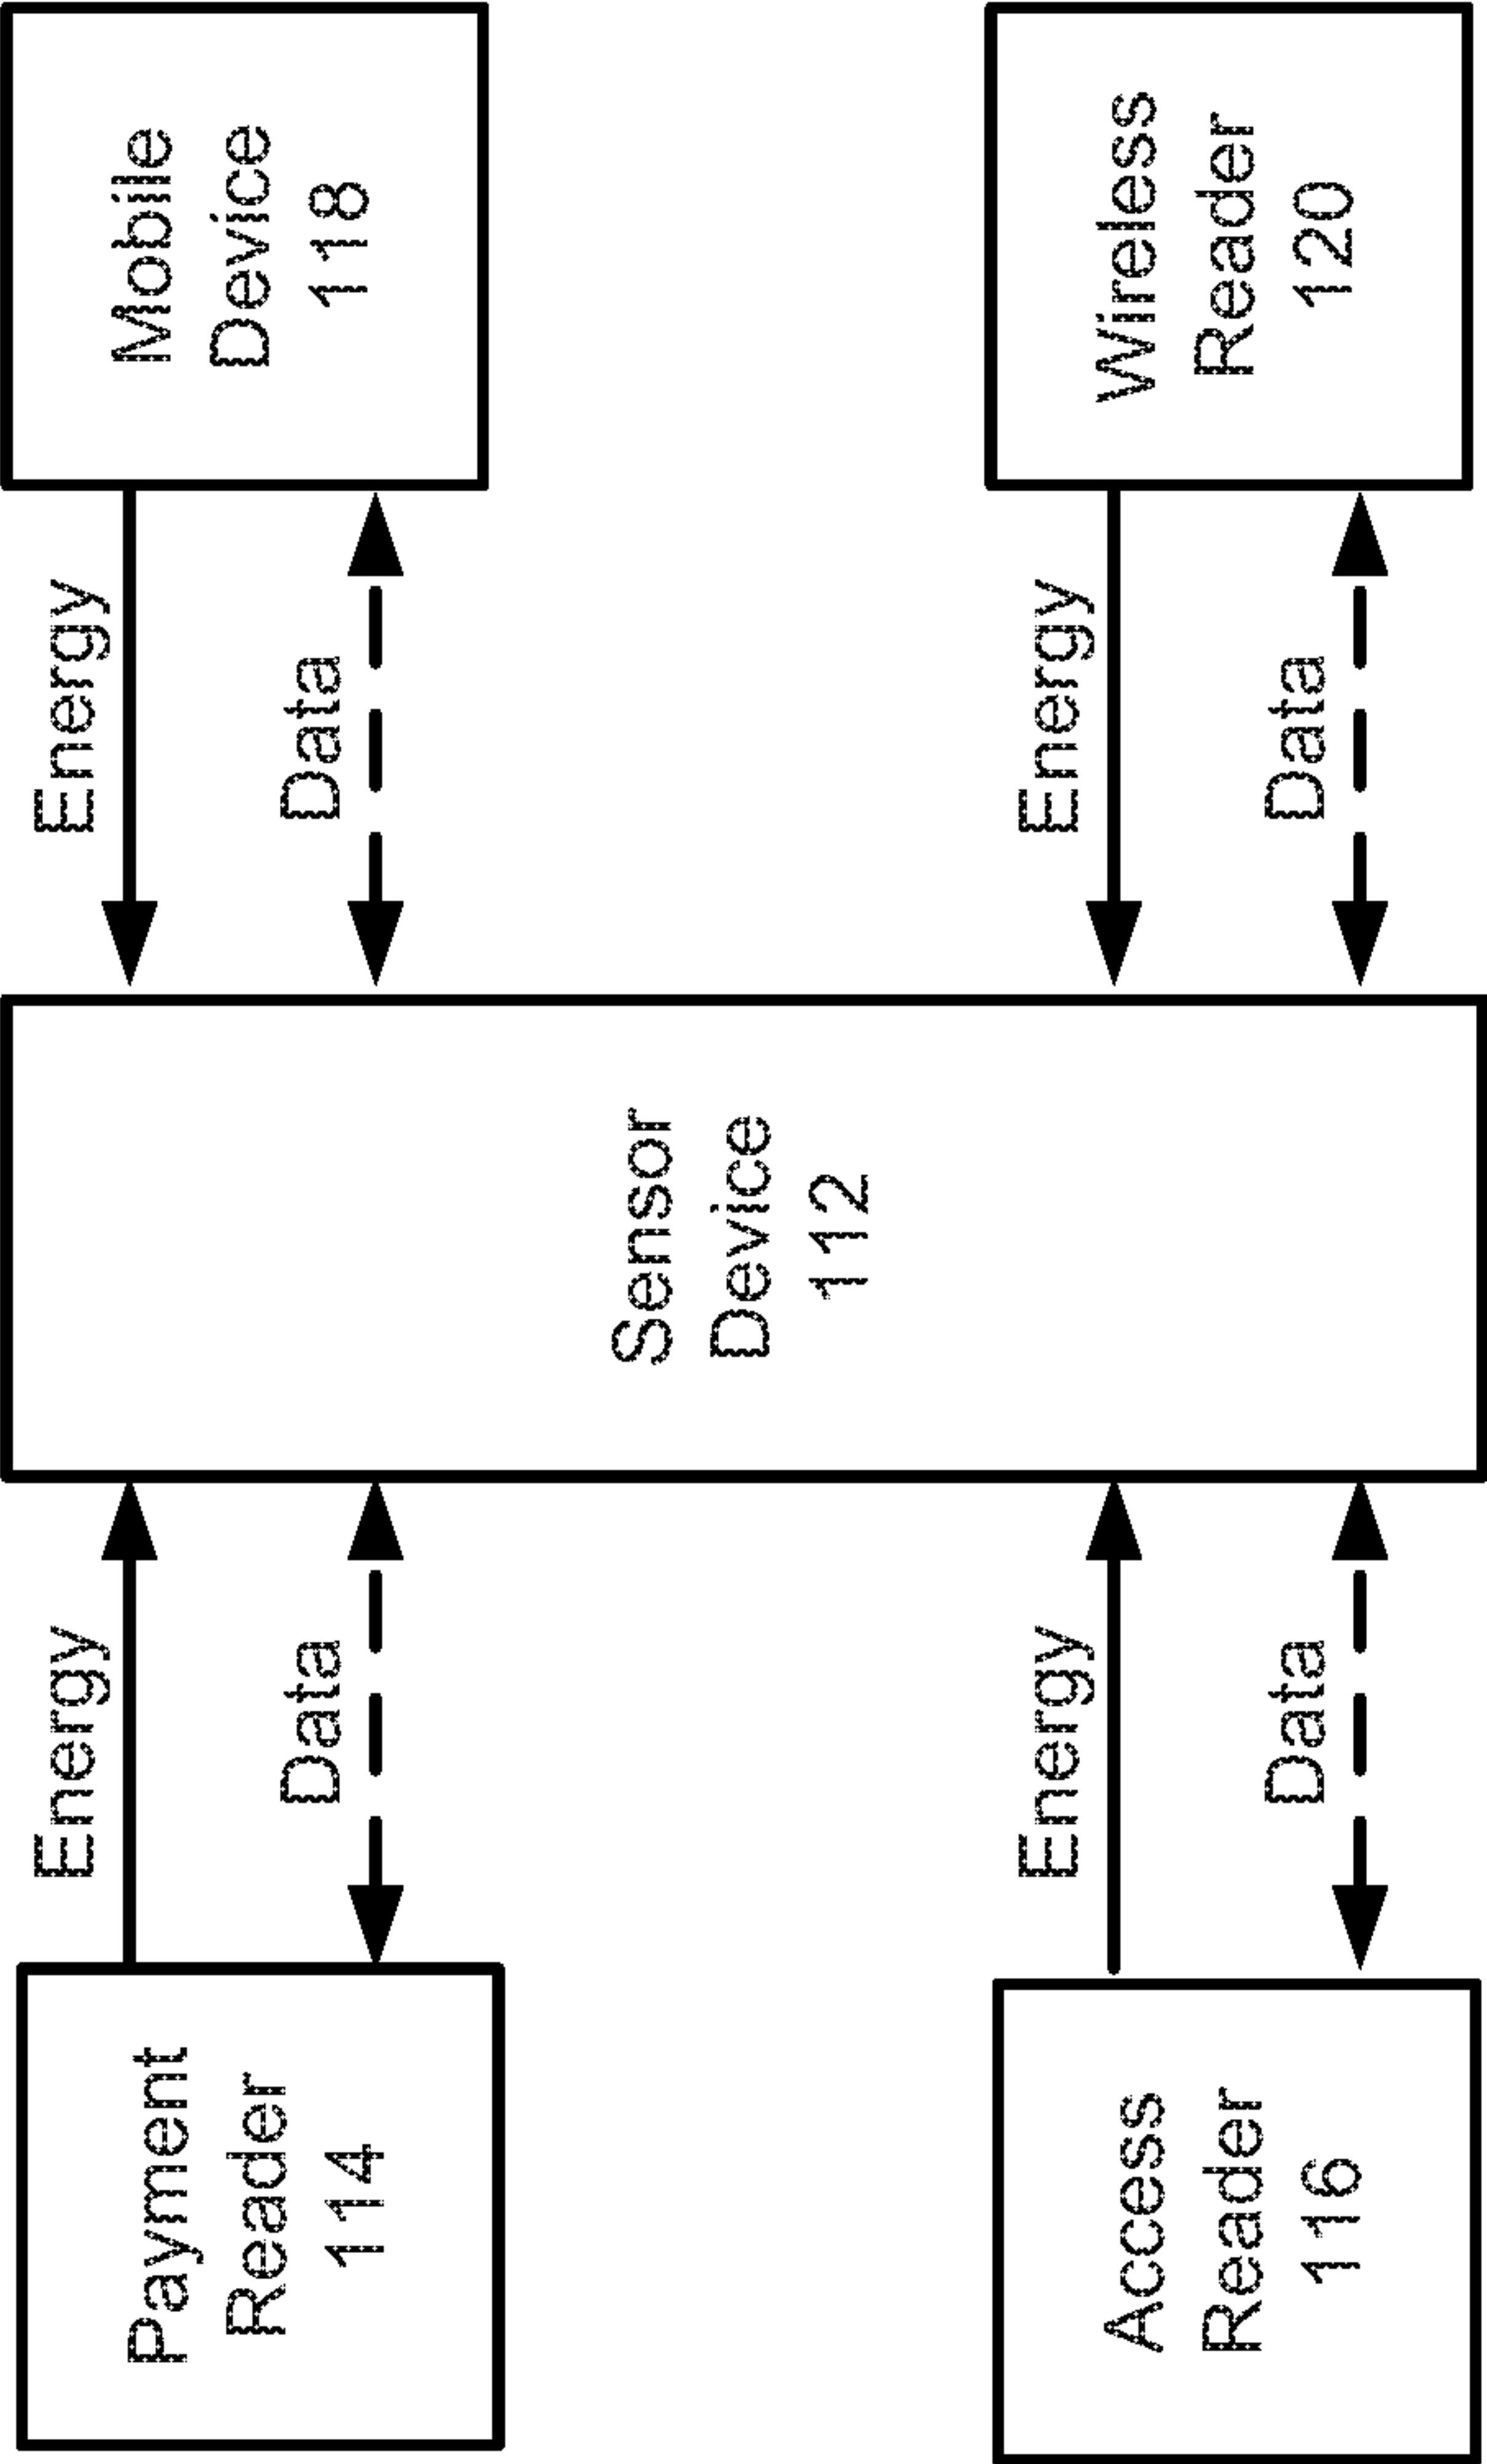 Payment
Reader
114
Energy
Data
Sensor
Device
112
Energy
Data
Mobile
Device
118
Access
Reader
116
Energy
Data
Energy
Data
Wireless
Reader
120